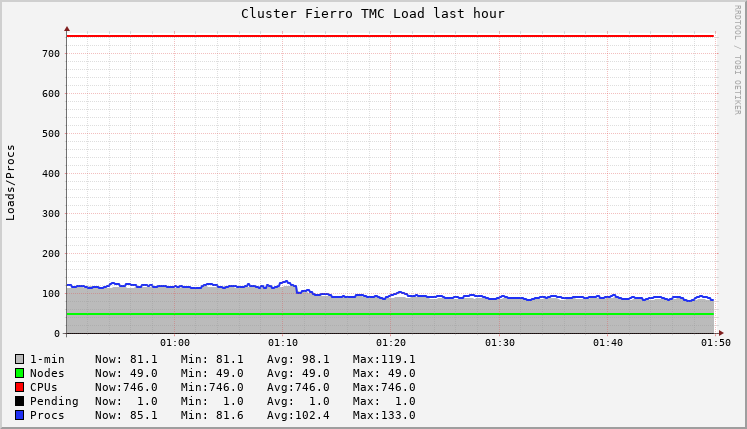 Cluster Fierro TMC Load last hour
RRDTOOL / TOBI OETIKER
Loads/Procs
700
600
500
400
300
200
100
0
01:00 01:10 01:20 01:30 01:40 01:50
1-min Now: 81.1 Min: 81.1 Avg: 98.1 Max:119.1
Nodes Now: 49.0 Min: 49.0 Avg: 49.0 Max: 49.0
CPUs Now:746.0 Min:746.0 Avg:746.0 Max:746.0
Pending Now: 1.0 Min: 1.0 Avg: 1.0 Max: 1.0
Procs Now: 85.1 Min: 81.6 Avg:102.4 Max:133.0